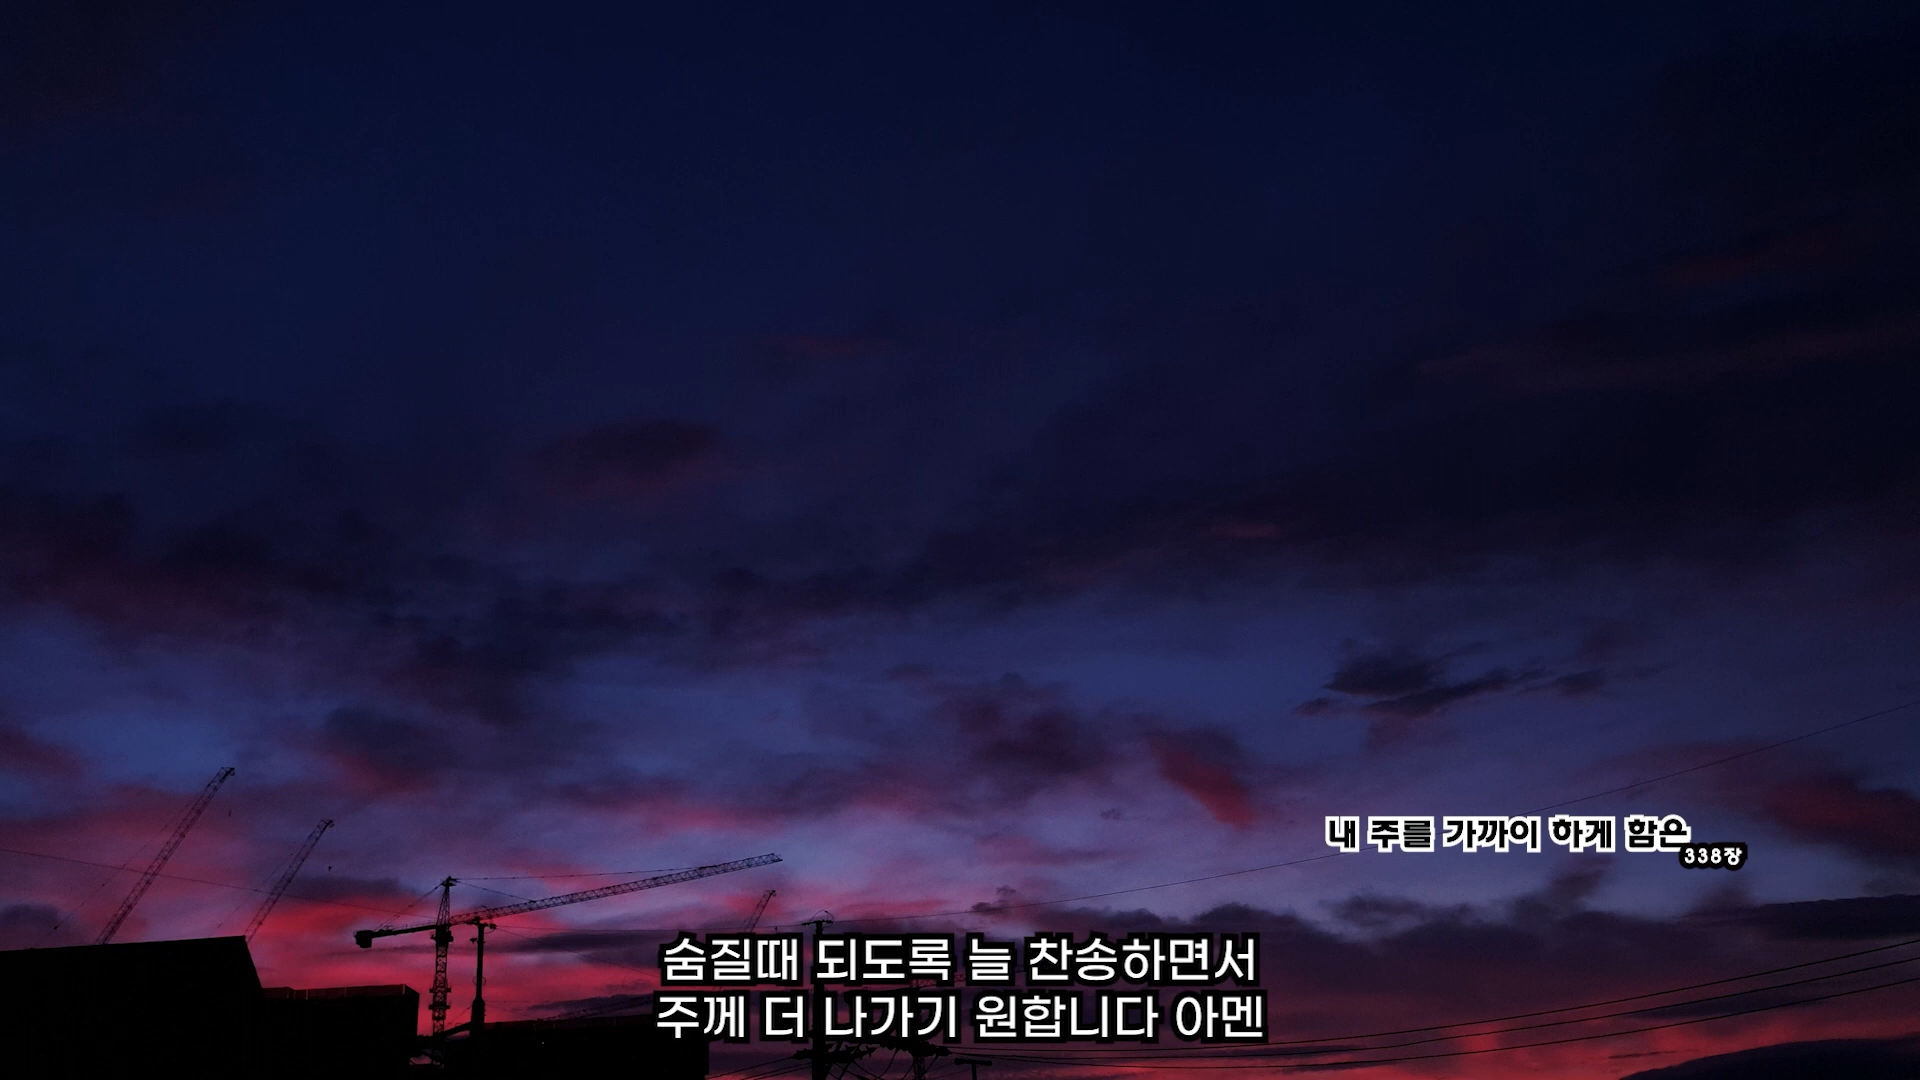 내 주를 가까이 하게 함은
338장
숨질때 되도록 늘 찬송하면서
주께 더 나가기 원합니다 아멘